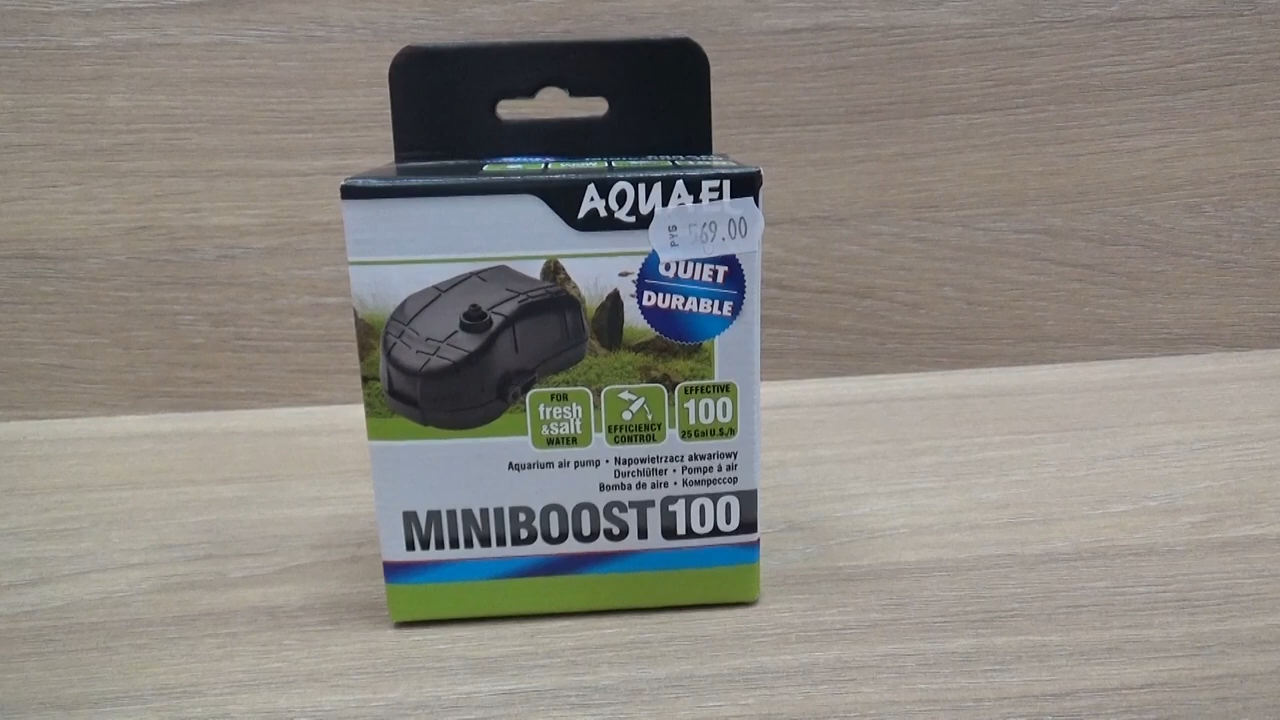 AQUAEL
569.00
QUIET
DURABLE
FOR
fresh
&salt
WATER
EFFICIENCY
CONTROL
EFFECTIVE
100
25 Gal U.S./h
Aquarium air pump • Napowietrzacz akwariowy
Durchlüfter • Pompe à air
Bomba de aire • Компрессор
MINIBOOST 100